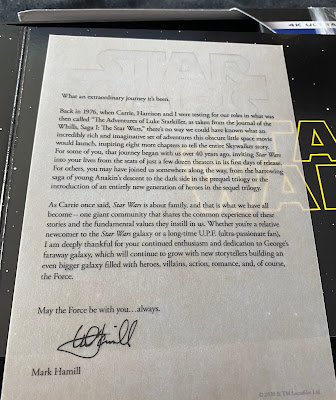 4K ULTRA
STAR
What an extraordinary journey it's been.
Back in 1976, when Carrie, Harrison and I were testing for our roles in what was
then called "The Adventures of Luke Starkiller, as taken from the Journal of the
Whills, Saga I: The Star Wars," there's no way we could have known what an
incredibly rich and imaginative set of adventures this obscure little space movie
would launch, inspiring eight more chapters to tell the entire Skywalker story.
For some of you, that journey began with us over 40 years ago, inviting Star Wars
into your lives from the seats of just a few dozen theaters in its first days of release.
For others, you may have joined us somewhere along the way, from the harrowing
saga of young Anakin's descent to the dark side in the prequel trilogy or the
introduction of an entirely new generation of heroes in the sequel trilogy.
As Carrie once said, Star Wars is about family, and that is what we have all
become— one giant community that shares the common experience of these
stories and the fundamental values they instill in us. Whether you're a relative
newcomer to the Star Wars galaxy or a long-time U.P.F. (ultra-passionate fan),
I am deeply thankful for your continued enthusiasm and dedication to George's
faraway galaxy, which will continue to grow with new storytellers building an
even bigger galaxy filled with heroes, villains, action, romance, and, of course,
the Force.
May the Force be with you…always.
Mark Hamill
& TM Lucasfilm Ltd.